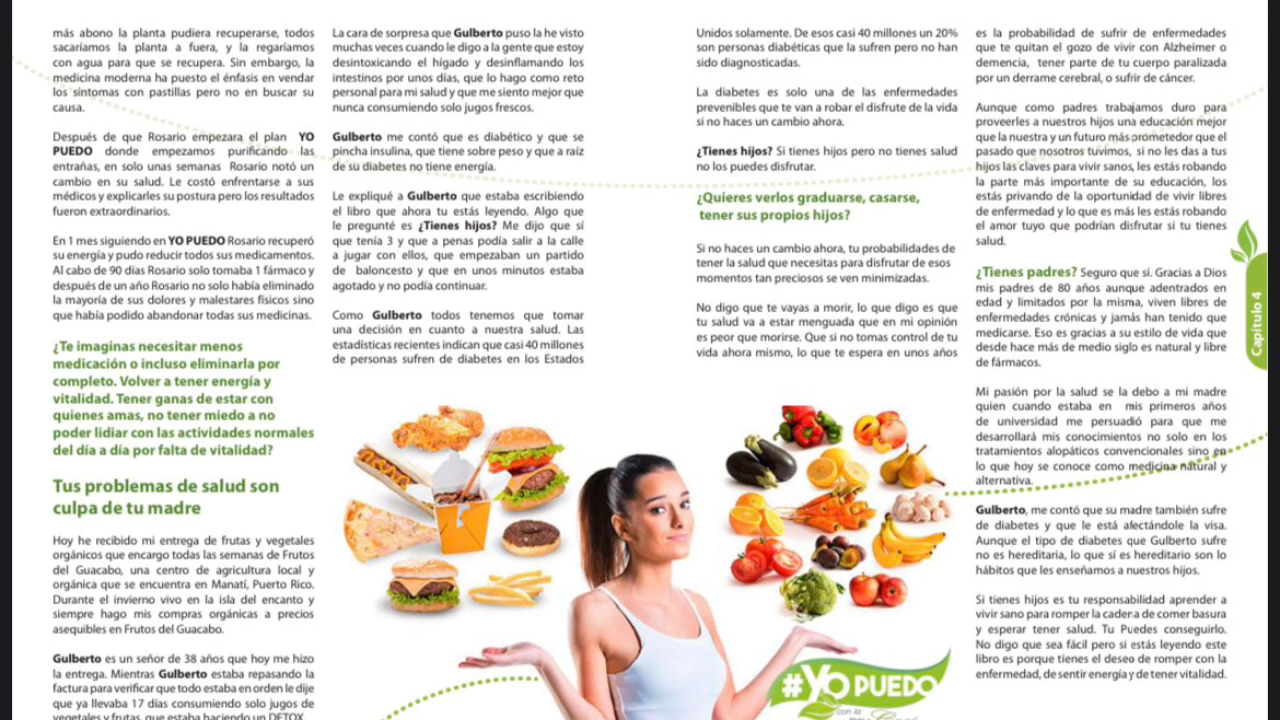 más abono la planta pudiera recuperarse, todos
sacaríamos la planta a fuera, y la regaríamos
con agua para que se recupera. Sin embargo, la
medicina moderna ha puesto el énfasis en vendar
los síntomas con pastillas pero no en buscar su
causa.
Después de que Rosario empezara el plan YO
PUEDO donde empezamos purificando las
entrañas, en solo unas semanas Rosario notó un
cambio en su salud. Le costó enfrentarse a sus
médicos y explicarles su postura pero los resultados
fueron extraordinarios.
En 1 mes siguiendo en YO PUEDO Rosario recuperó
su energía y pudo reducir todos sus medicamentos.
Al cabo de 90 días Rosario solo tomaba 1 fármaco y
después de un año Rosario no solo había eliminado
la mayoría de sus dolores y malestares físicos sino
que había podido abandonar todas sus medicinas.
¿Te imaginas necesitar menos
medicación o incluso eliminarla por
completo. Volver a tener energía y
vitalidad. Tener ganas de estar con
quienes amas, no tener miedo a no
poder lidiar con las actividades normales
del día a día por falta de vitalidad?
Tus problemas de salud son
culpa de tu madre
Hoy he recibido mi entrega de frutas y vegetales
orgánicos que encargo todas las semanas de Frutos
del Guacabo, una centro de agricultura local y
orgánica que se encuentra en Manatí, Puerto Rico.
Durante el invierno vivo en la isla del encanto y
siempre hago mis compras orgánicas a precios
asequibles en Frutos del Guacabo.
Gulberto es un señor de 38 años que hoy me hizo
la entrega. Mientras Gulberto estaba repasando la
factura para verificar que todo estaba en orden le dije
que ya llevaba 17 días consumiendo solo jugos de
vegetales y frutas, que estaba haciendo un DETOX.
La cara de sorpresa que Gulberto puso la he visto
muchas veces cuando le digo a la gente que estoy
desintoxicando el hígado y desinflamando los
intestinos por unos días, que lo hago como reto
personal para mi salud y que me siento mejor que
nunca consumiendo solo jugos frescos.
Gulberto me contó que es diabético y que se
pincha insulina, que tiene sobre peso y que a raíz
de su diabetes no tiene energía.
Le expliqué a Gulberto que estaba escribiendo
el libro que ahora tu estás leyendo. Algo que
le pregunté es ¿Tienes hijos? Me dijo que sí
que tenía 3 y que a penas podía salir a la calle
a jugar con ellos, que empezaban un partido
de baloncesto y que en unos minutos estaba
agotado y no podía continuar.
Como Gulberto todos tenemos que tomar
una decisión en cuanto a nuestra salud. Las
estadísticas recientes indican que casi 40 millones
de personas sufren de diabetes en los Estados
Unidos solamente. De esos casi 40 millones un 20%
son personas diabéticas que la sufren pero no han
sido diagnosticadas.
La diabetes es solo una de las enfermedades
prevenibles que te van a robar el disfrute de la vida
si no haces un cambio ahora.
¿Tienes hijos? Si tienes hijos pero no tienes salud
no los puedes disfrutar.
¿Quieres verlos graduarse, casarse,
tener sus propios hijos?
Si no haces un cambio ahora, tu probabilidades de
tener la salud que necesitas para disfrutar de esos
momentos tan preciosos se ven minimizadas.
No digo que te vayas a morir, lo que digo es que
tu salud va a estar menguada que en mi opinión
es peor que morirse. Que si no tomas control de tu
vida ahora mismo, lo que te espera en unos años
es la probabilidad de sufrir de enfermedades
que te quitan el gozo de vivir con Alzheimer o
demencia, tener parte de tu cuerpo paralizada
por un derrame cerebral, o sufrir de cáncer.
Aunque como padres trabajamos duro para
proveerles a nuestros hijos una educación mejor
que la nuestra y un futuro más prometedor que el
pasado que nosotros tuvimos, si no les das a tus
hijos las claves para vivir sanos, les estás robando
la parte más importante de su educación, los
estás privando de la oportunidad de vivir libres
de enfermedad y lo que es más les estás robando
el amor tuyo que podrían disfrutar si tu tienes
salud.
¿Tienes padres? Seguro que sí. Gracias a Dios
mis padres de 80 años aunque adentrados en
edad y limitados por la misma, viven libres de
enfermedades crónicas y jamás han tenido que
medicarse. Eso es gracias a su estilo de vida que
desde hace más de medio siglo es natural y libre
de fármacos.
Mi pasión por la salud se la debo a mi madre
quien cuando estaba en mis primeros años
de universidad me persuadió para que me
desarrollará mis conocimientos no solo en los
tratamientos alopáticos convencionales sino en
lo que hoy se conoce como medicina natural y
alternativa.
Gulberto, me contó que su madre también sufre
de diabetes y que le está afectándole la visa.
Aunque el tipo de diabetes que Gulberto sufre
no es hereditaria, lo que sí es hereditario son lo
hábitos que les enseñamos a nuestros hijos.
Si tienes hijos es tu responsabilidad aprender a
vivir sano para romper la cadena de comer basura
y esperar tener salud. Tu Puedes conseguirlo.
No digo que sea fácil pero si estás leyendo este
libro es porque tienes el deseo de romper con la
enfermedad, de sentir energía y de tener vitalidad.
Capítulo 4
#Yo PUEDO
con la